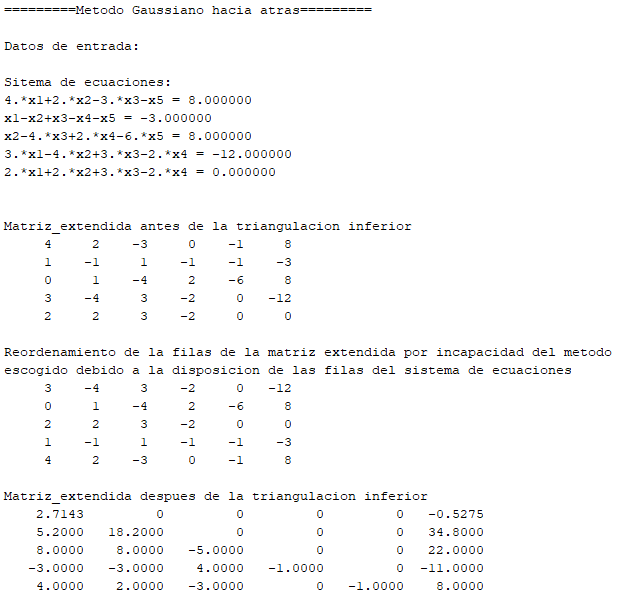 =========Metodo Gaussiano hacia atras=========
Datos de entrada:
Sitema de ecuaciones:
4.*x1+2.*x2-3.*x3-x5 = 8.000000
x1-x2+x3-x4-x5 = -3.000000
x2-4.*x3+2.*x4-6.*x5 = 8.000000
3.*x1-4.*x2+3.*x3-2.*x4 = -12.000000
2.*x1+2.*x2+3.*x3-2.*x4 = 0.000000
Matriz_extendida antes de la triangulacion inferior
4 2 -3 0 -1 8
1 -1 1 -1 -1 -3
0 1 -4 2 -6 8
3 -4 3 -2 0 -12
2 2 3 -2 0 0
Reordenamiento de la filas de la matriz extendida por incapacidad del metodo
escogido debido a la disposicion de las filas del sistema de ecuaciones
3 -4 3 -2 0 -12
0 1 -4 2 -6 8
2 2 3 -2 0 0
1 -1 1 -1 -1 -3
4 2 -3 0 -1 8
Matriz_extendida despues de la triangulacion inferior
2.7143 0 0 0 0 -0.5275
5.2000 18.2000 0 0 0 34.8000
8.0000 8.0000 -5.0000 0 0 22.0000
-3.0000 -3.0000 4.0000 -1.0000 0 -11.0000
4.0000 2.0000 -3.0000 0 -1.0000 8.0000